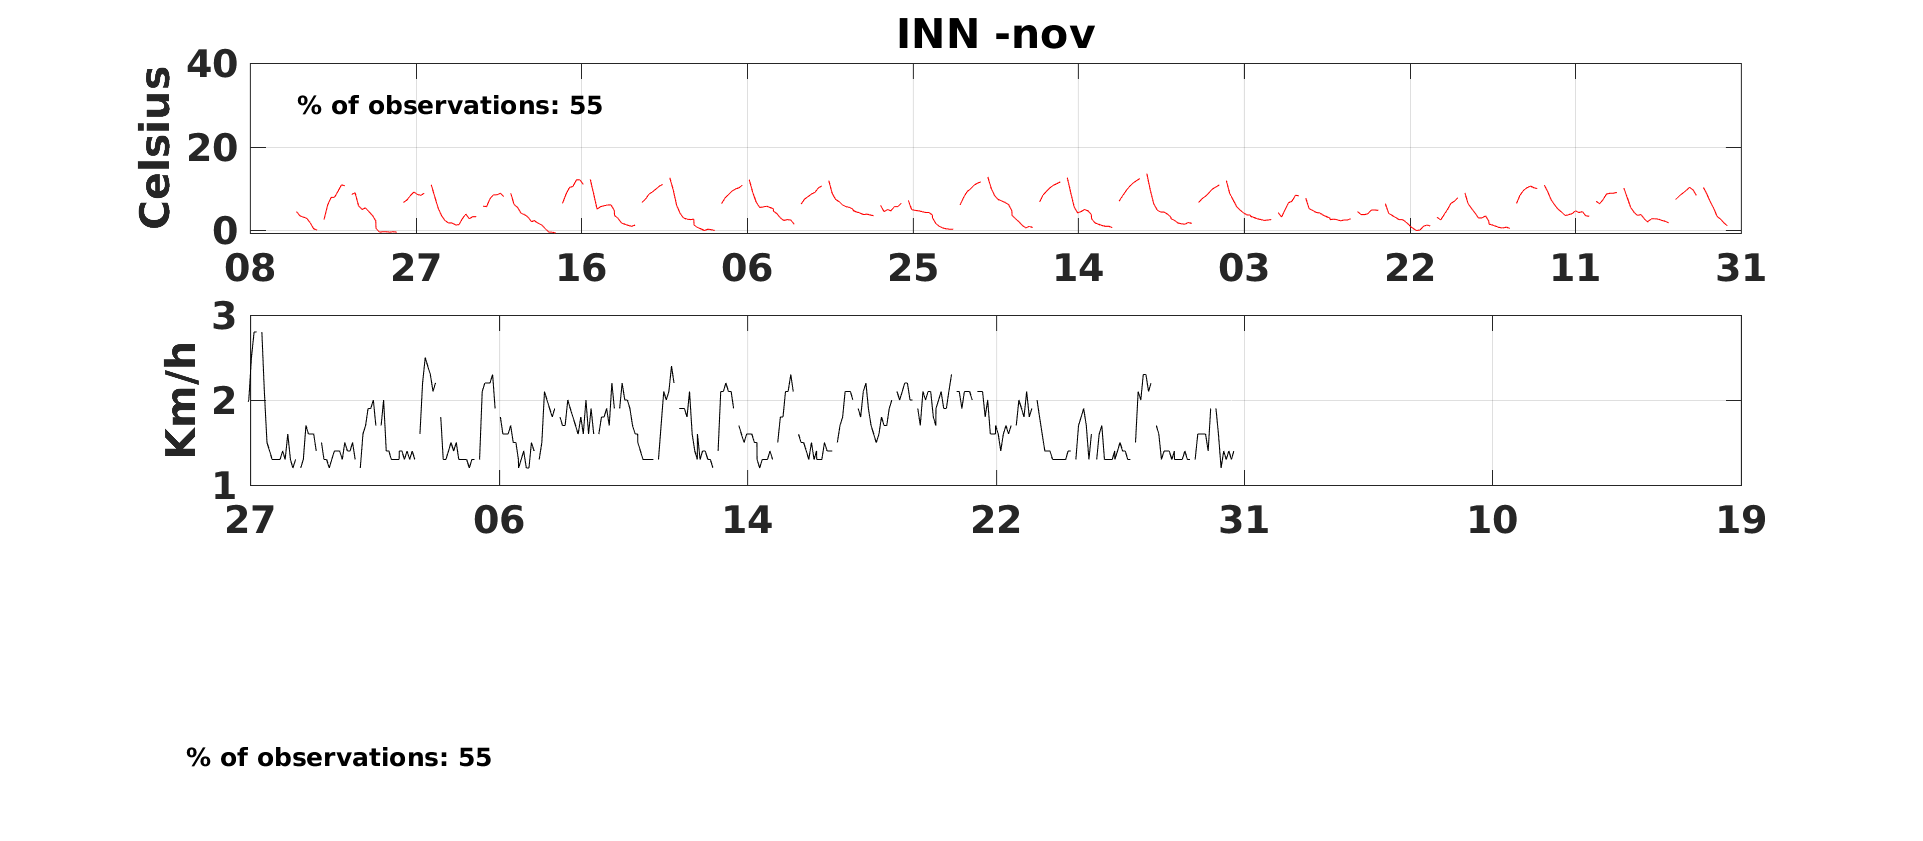 INN -nov
Celsius
40
20
0
% of observations: 55
08 27 16 06 25 14 03 22 11 31
Km/h
3
2
1
27 06 14 22 31 10 19
% of observations: 55